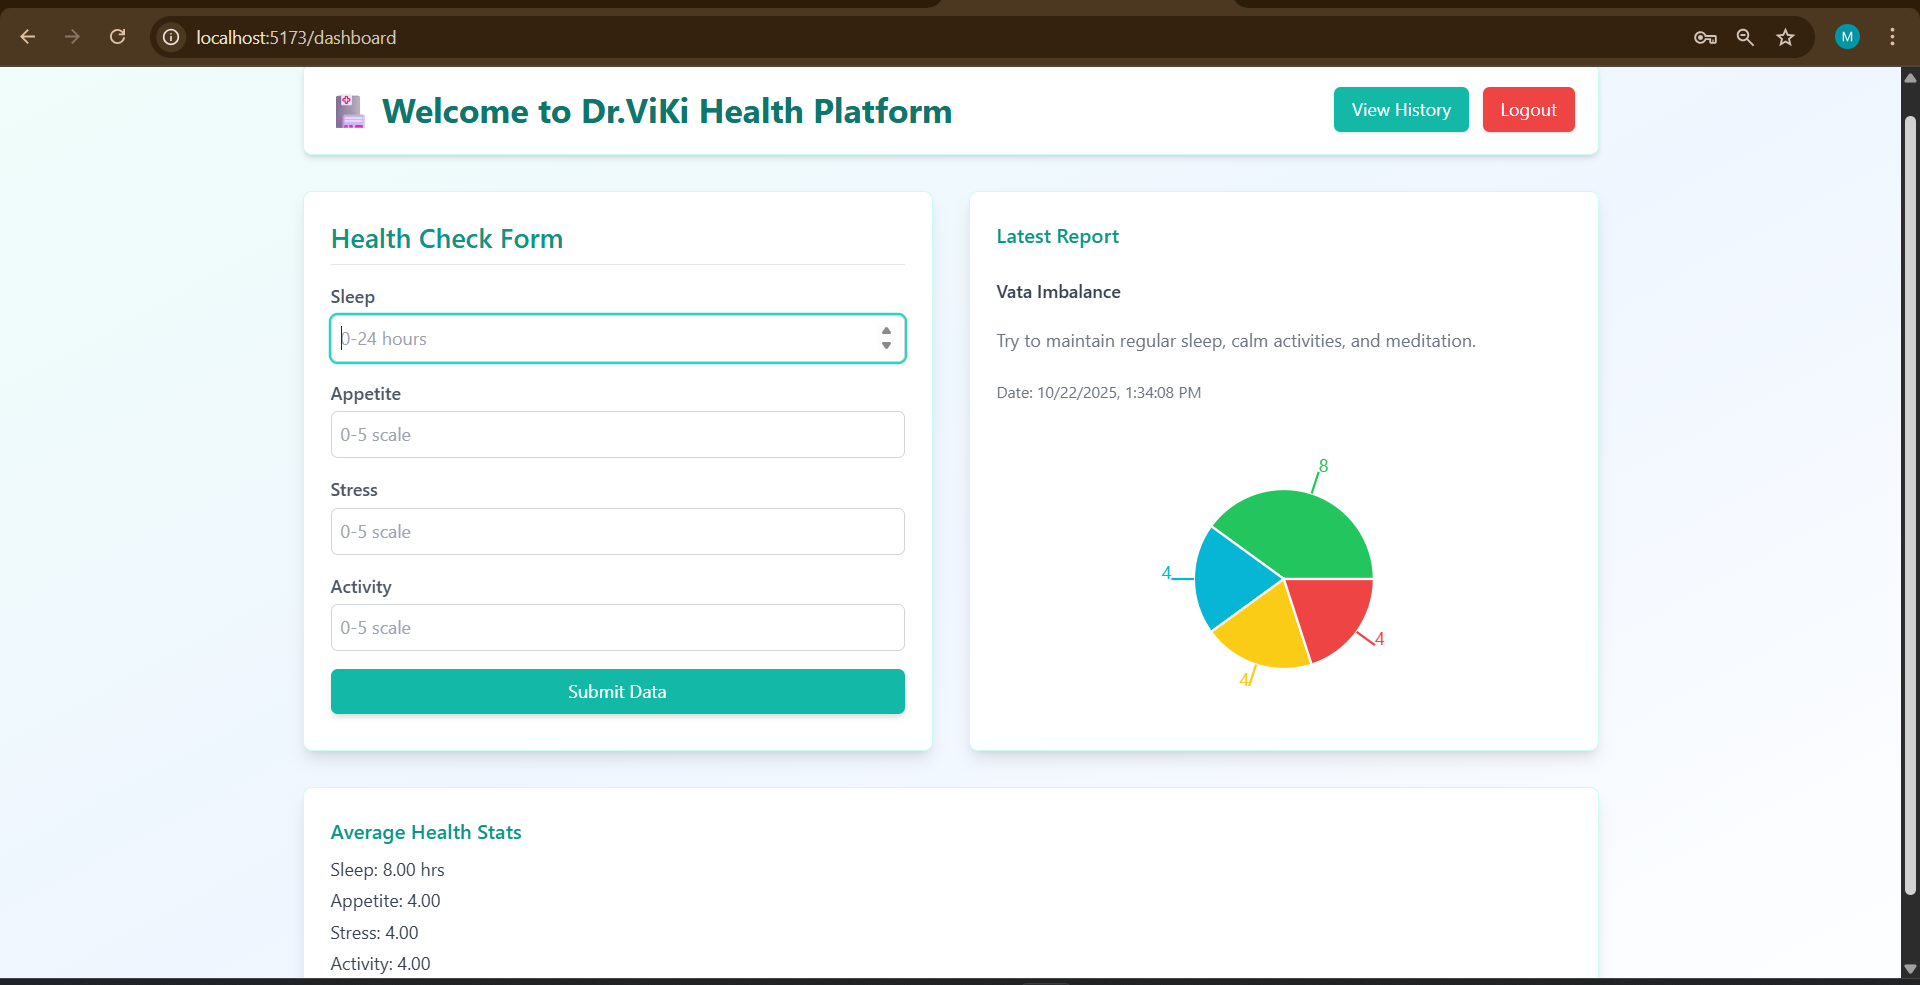 localhost:5173/dashboard
M
Welcome to Dr.ViKi Health Platform
View History
Logout
Health Check Form
Sleep
0-24 hours
Appetite
0-5 scale
Stress
0-5 scale
Activity
0-5 scale
Submit Data
Latest Report
Vata Imbalance
Try to maintain regular sleep, calm activities, and meditation.
Date: 10/22/2025, 1:34:08 PM
8
4
4
4
Average Health Stats
Sleep: 8.00 hrs
Appetite: 4.00
Stress: 4.00
Activity: 4.00